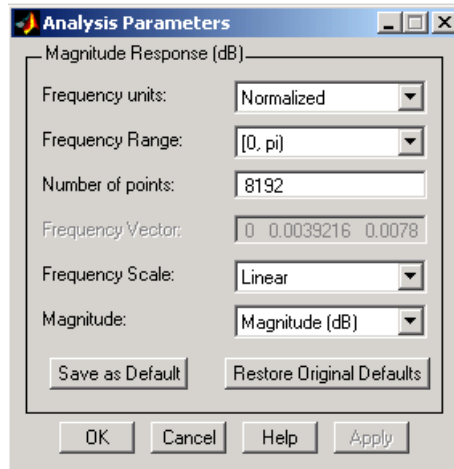 Analysis Parameters
Magnitude Response (dB)
Frequency units: Normalized
Frequency Range: [0, pi)
Number of points: 8192
Frequency Vector: 0 0.0039216 0.0078
Frequency Scale: Linear
Magnitude: Magnitude (dB)
Save as Default Restore Original Defaults
OK Cancel Help Apply